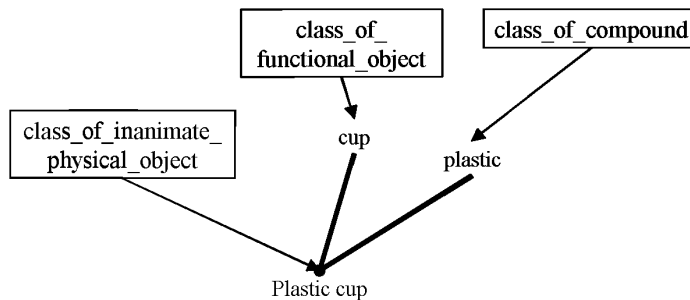 class_of_
functional_object
class_of_compound
class_of_inanimate_
physical_object
cup
plastic
Plastic cup